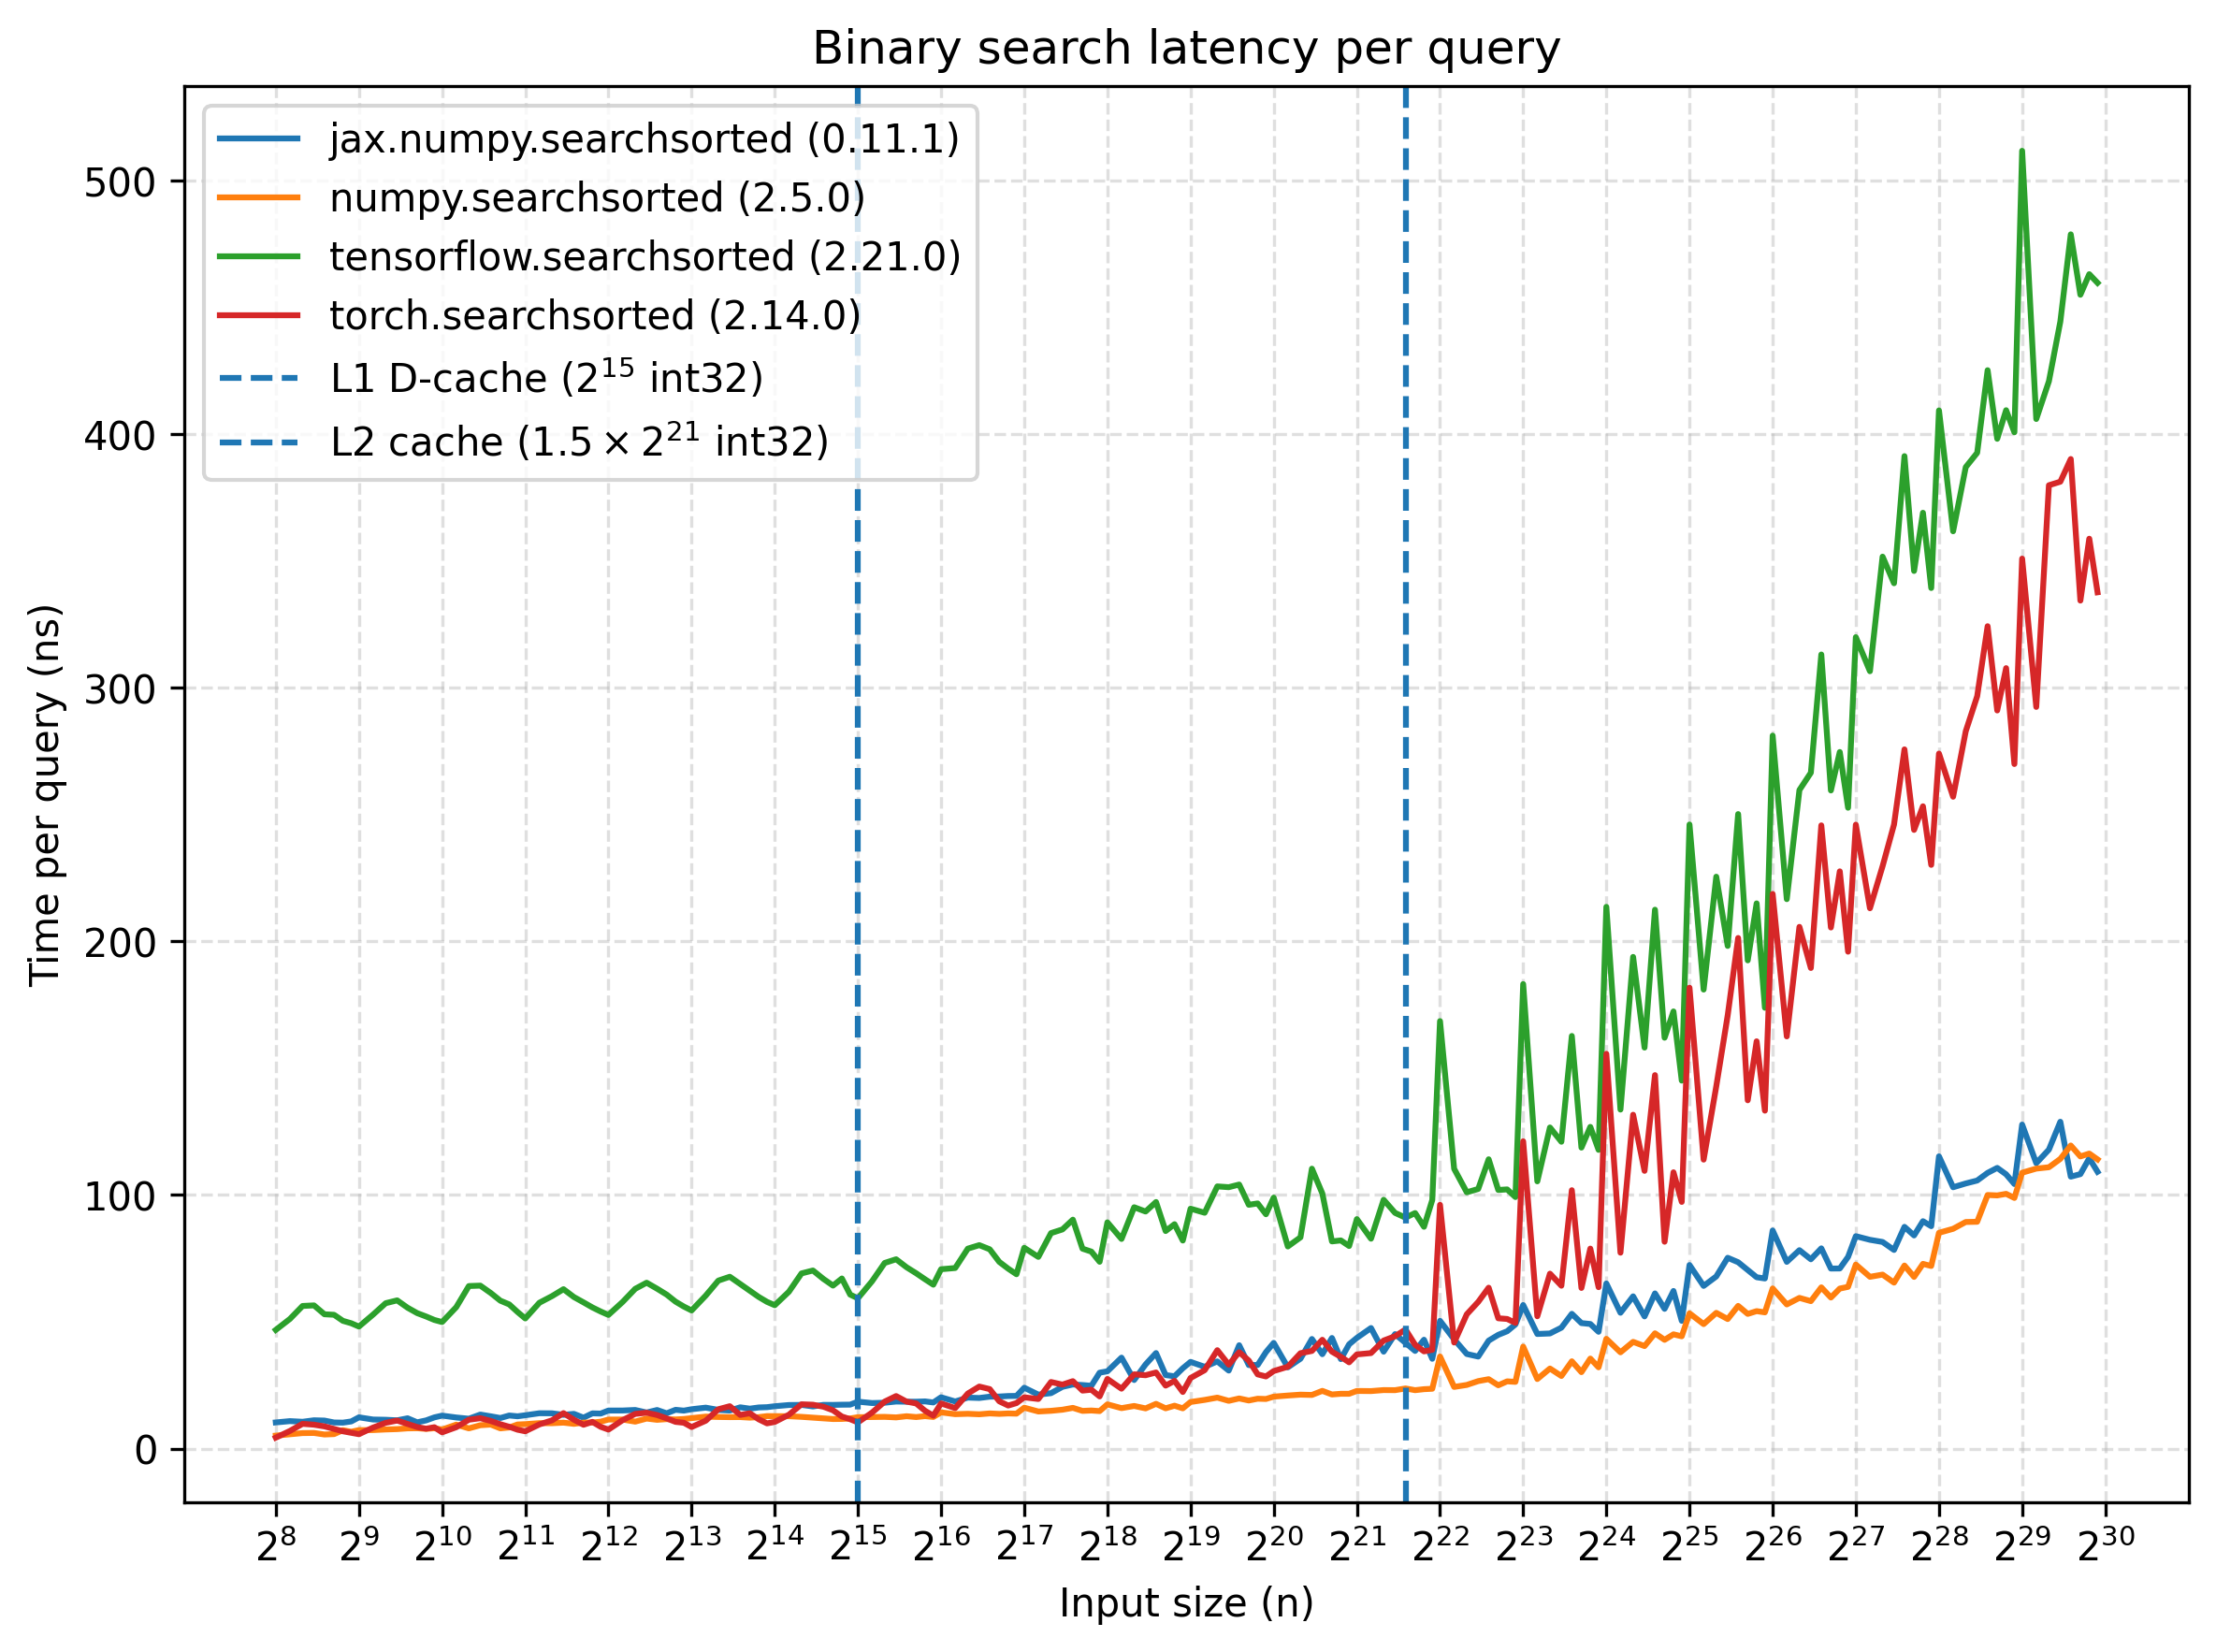 Binary search latency per query
jax.numpy.searchsorted (0.11.1)
numpy.searchsorted (2.5.0)
tensorflow.searchsorted (2.21.0)
torch.searchsorted (2.14.0)
L1 D-cache (2¹⁵ int32)
L2 cache (1.5 × 2²¹ int32)
Time per query (ns)
500
400
300
200
100
0
2⁸ 2⁹ 2¹⁰ 2¹¹ 2¹² 2¹³ 2¹⁴ 2¹⁵ 2¹⁶ 2¹⁷ 2¹⁸ 2¹⁹ 2²⁰ 2²¹ 2²² 2²³ 2²⁴ 2²⁵ 2²⁶ 2²⁷ 2²⁸ 2²⁹ 2³⁰
Input size (n)